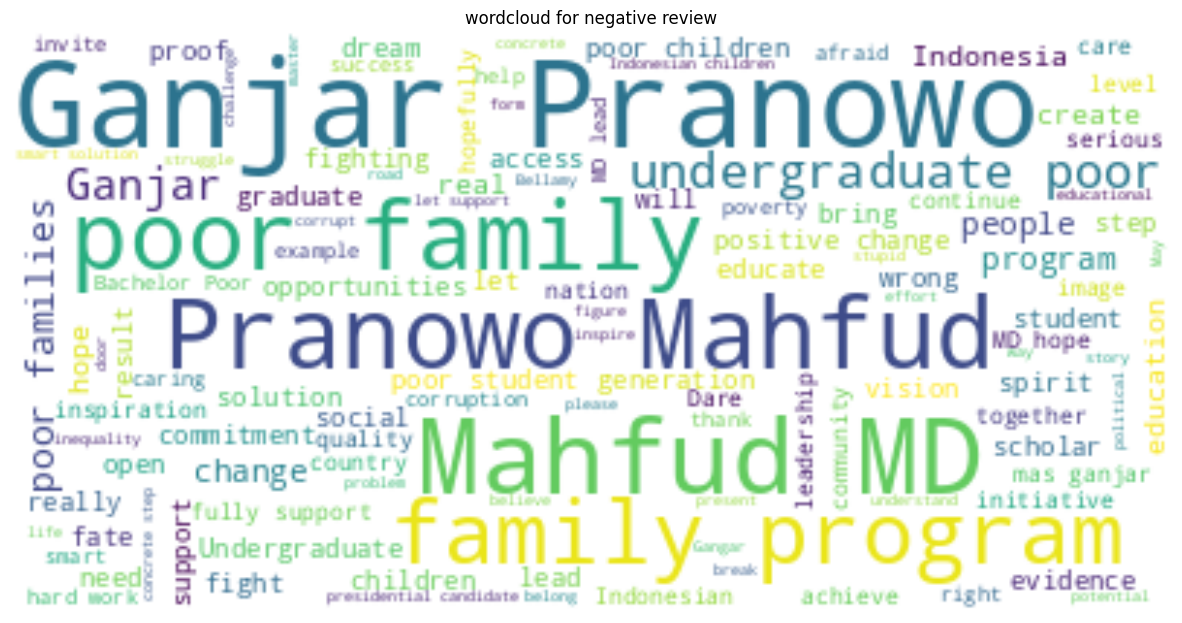 wordcloud for negative review
invite
proof
challenge
master
dream
success
hopefully
concrete
help
poor children
Indonesian children
afraid
Indonesia
care
level
Ganjar Pranowo
form
MD lead
create
serious
smart solution
struggle
fighting
road
access
Bellamy
undergraduate poor
educational
Ganjar
graduate
real
let support
will
poverty
continue
corrupt
bring
people
step
poor family
example
positive change
stupid
May
educate
program
wrong
poor families
Bachelor Poor
opportunities
let
nation
effort
image
Pranowo Mahfud
figure
inspire
student
MD hope
way
story
hope
door
result
caring
poor student
generation
vision
spirit
education
solution
corruption
please
Dare
leadership
inspiration
social
thank
community
together
political
inequality
commitment
quality
Mahfud MD
scholar
open
change
country
problem
mas ganjar
really
concrete step
support
fully support
believe
present
understand
initiative
life
fate
Undergraduate
family program
smart
Gangar
need
fight
children
lead
break
evidence
hard work
presidential candidate
belong
Indonesian
achieve
right
potential